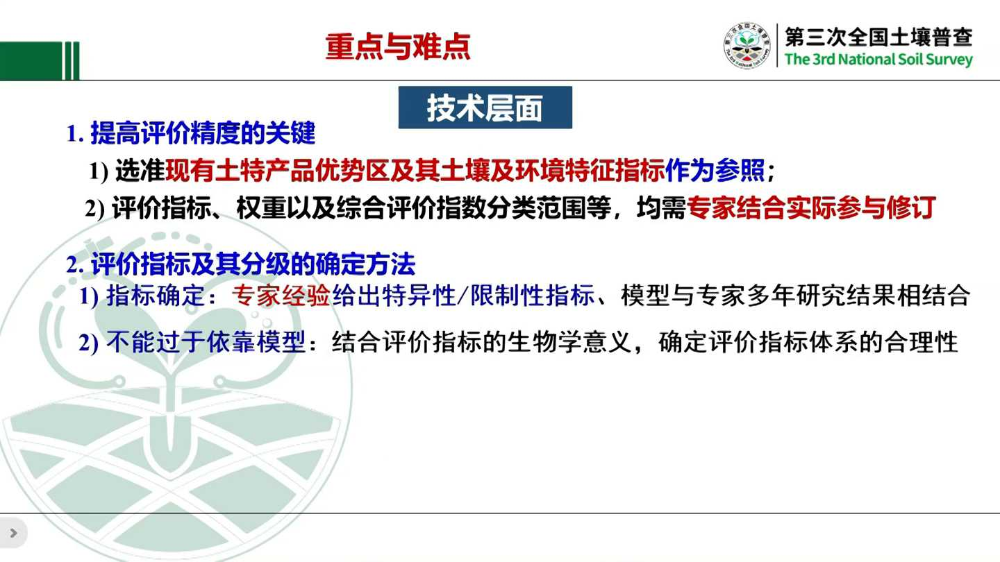 重点与难点
第三次全国土壤普查
The 3rd National Soil Survey
技术层面
1. 提高评价精度的关键
1) 选准现有土特产品优势区及其土壤及环境特征指标作为参照；
2) 评价指标、权重以及综合评价指数分类范围等，均需专家结合实际参与修订
2. 评价指标及其分级的确定方法
1) 指标确定：专家经验给出特异性/限制性指标、模型与专家多年研究结果相结合
2) 不能过于依靠模型：结合评价指标的生物学意义，确定评价指标体系的合理性